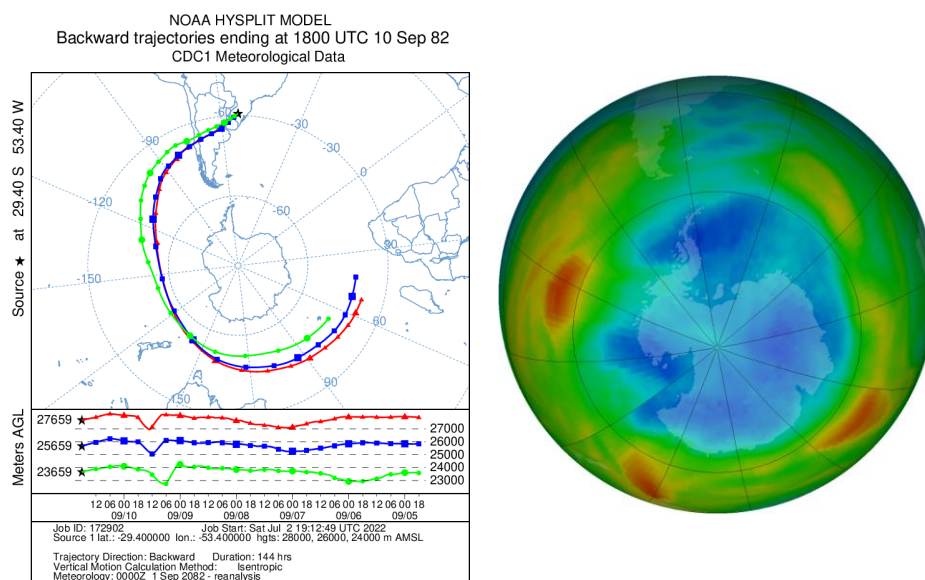 NOAA HYSPLIT MODEL
Backward trajectories ending at 1800 UTC 10 Sep 82
CDC1 Meteorological Data
Source ★ at 29.40 S 53.40 W
-60
-30
-90
0
30
-120
-60
90
-150
60
90
150
Meters AGL
27659
25659
23659
27000
26000
25000
24000
23000
12 06 00 18 12 06 00 18 12 06 00 18 12 06 00 18 12 06 00 18 12 06 00 18
09/10 09/09 09/08 09/07 09/06 09/05
Job ID: 172902 Job Start: Sat Jul 2 19:12:49 UTC 2022
Source 1 lat.: -29.400000 lon.: -53.400000 hgts: 28000, 26000, 24000 m AMSL
Trajectory Direction: Backward Duration: 144 hrs
Vertical Motion Calculation Method: Isentropic
Meteorology: 0000Z 1 Sep 2082 - reanalysis